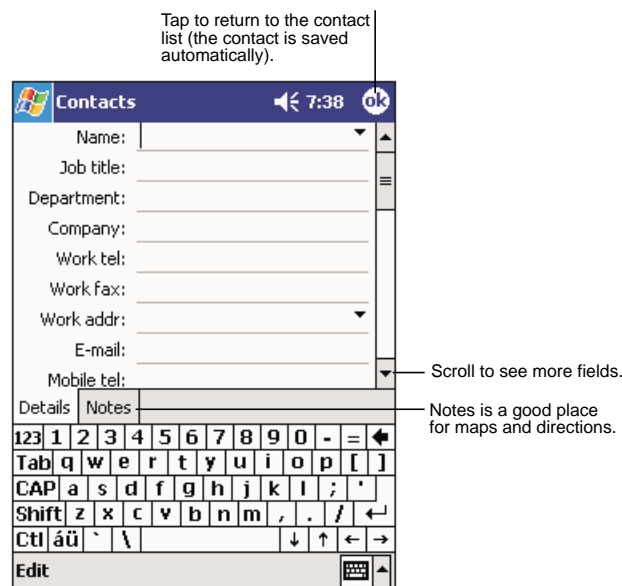 Tap to return to the contact
list (the contact is saved
automatically).
Contacts 7:38 ok
Name:
Job title:
Department:
Company:
Work tel:
Work fax:
Work addr:
E-mail:
Mobile tel:
Scroll to see more fields.
Details Notes
Notes is a good place
for maps and directions.
123 1 2 3 4 5 6 7 8 9 0 - = 🡄
Tab q w e r t y u i o p [ ]
CAP a s d f g h j k l ; '
Shift z x c v b n m , . / ↵
Ctl áü ` \ ↓ ↑ ← →
Edit